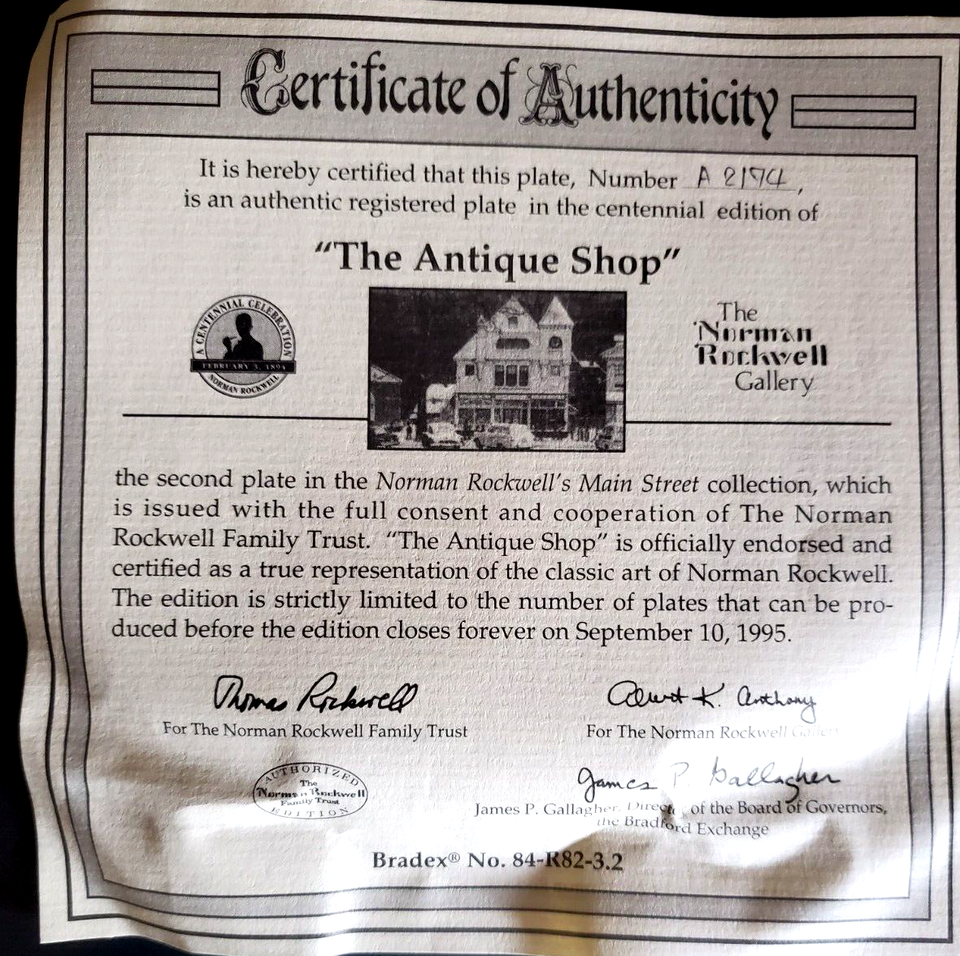 Certificate of Authenticity
It is hereby certified that this plate, Number A 2194,
is an authentic registered plate in the centennial edition of
"The Antique Shop"
A CENTENNIAL CELEBRATION
FEBRUARY 3, 1894
NORMAN ROCKWELL
The
Norman
Rockwell
Gallery
the second plate in the Norman Rockwell's Main Street collection, which
is issued with the full consent and cooperation of The Norman
Rockwell Family Trust. "The Antique Shop" is officially endorsed and
certified as a true representation of the classic art of Norman Rockwell.
The edition is strictly limited to the number of plates that can be pro-
duced before the edition closes forever on September 10, 1995.
Thomas Rockwell
For The Norman Rockwell Family Trust
K. Anthony
For The Norman Rockwell Gallery
AUTHORIZED
The
Norman Rockwell
Family Trust
EDITION
James P. Gallagher
James P. Gallagher, Director of the Board of Governors,
the Bradford Exchange
Bradex® No. 84-R82-3.2